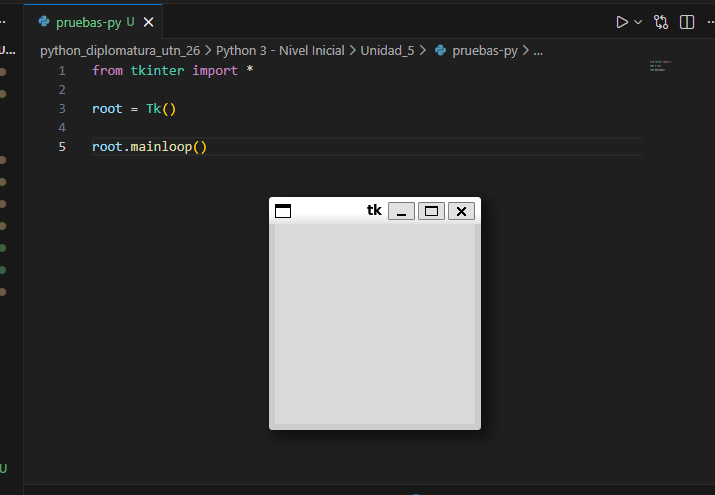 pruebas-py U
U...
python_diplomatura_utn_26 > Python 3 - Nivel Inicial > Unidad_5 > pruebas-py > ...
1 from tkinter import *
2
3 root = Tk()
4
5 root.mainloop()
tk
U